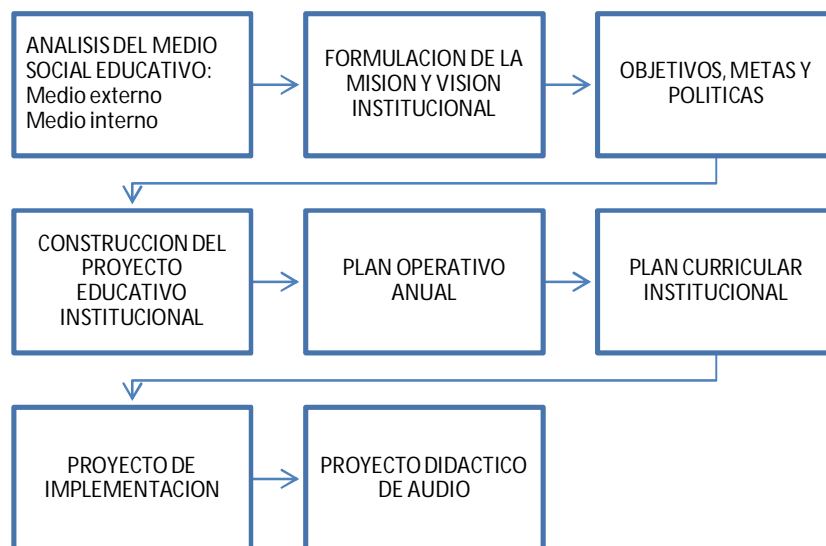 ANALISIS DEL MEDIO
SOCIAL EDUCATIVO:
Medio externo
Medio interno
FORMULACION DE LA
MISION Y VISION
INSTITUCIONAL
OBJETIVOS, METAS Y
POLITICAS
CONSTRUCCION DEL
PROYECTO
EDUCATIVO
INSTITUCIONAL
PLAN OPERATIVO
ANUAL
PLAN CURRICULAR
INSTITUCIONAL
PROYECTO DE
IMPLEMENTACION
PROYECTO DIDACTICO
DE AUDIO